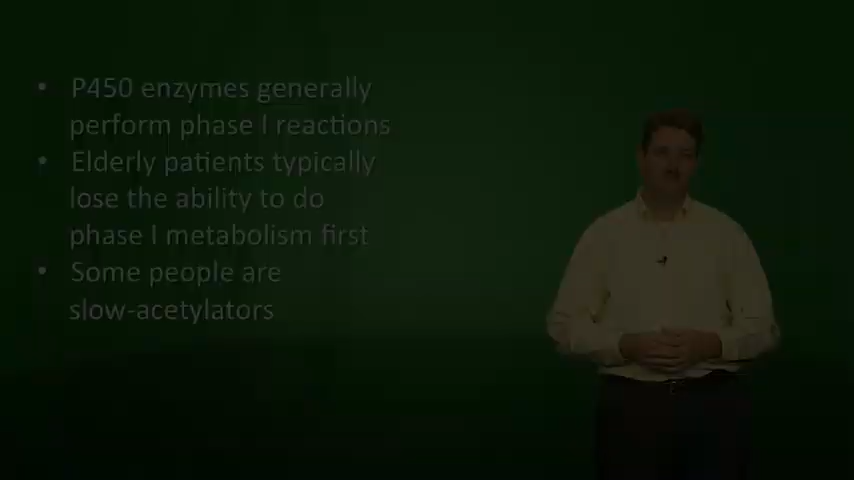 • P450 enzymes generally
perform phase I reactions
• Elderly patients typically
lose the ability to do
phase I metabolism first
• Some people are
slow-acetylators